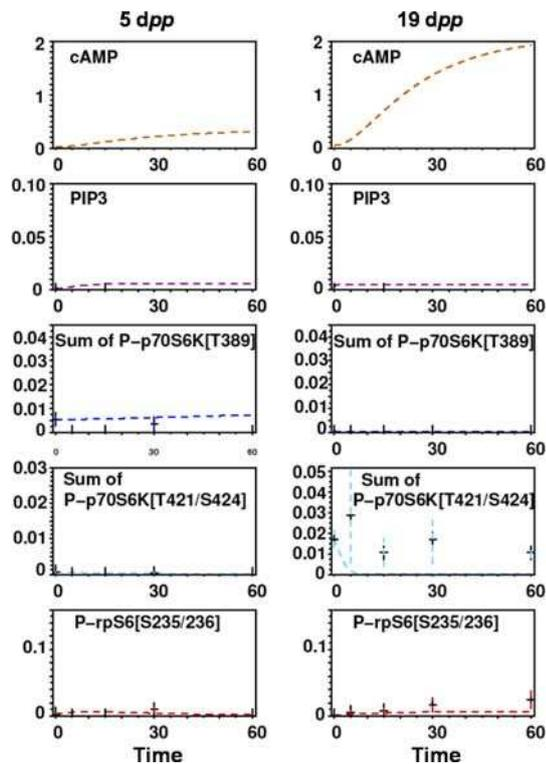 5 dpp 19 dpp
cAMP cAMP
2 2
1 1
0 0
0 30 60 0 30 60
PIP3 PIP3
0.10 0.10
0.05 0.05
0 0
0 30 60 0 30 60
Sum of P-p70S6K[T389] Sum of P-p70S6K[T389]
0.04 0.04
0.03 0.03
0.02 0.02
0.01 0.01
0 0
0 30 60 0 30 60
Sum of Sum of
P-p70S6K[T421/S424] P-p70S6K[T421/S424]
0.03 0.05
0.02 0.04
0.01 0.03
0 0.02
0.01
0
0 30 60 0 30 60
P-rpS6[S235/236] P-rpS6[S235/236]
0.1 0.1
0 0
0 30 60 0 30 60
Time Time